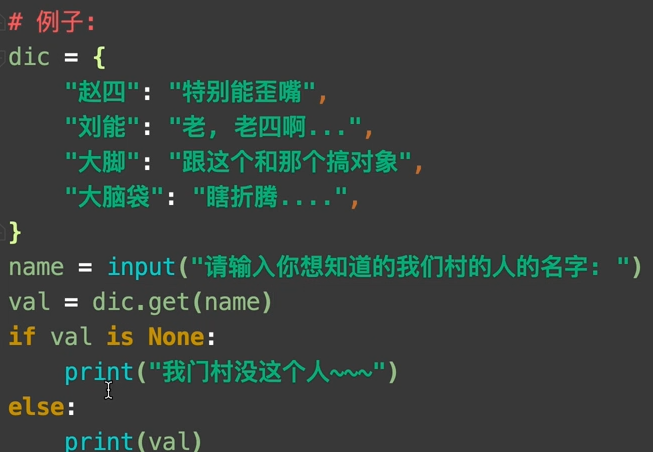 # 例子:
dic = {
    "赵四": "特别能歪嘴",
    "刘能": "老, 老四啊...",
    "大脚": "跟这个和那个搞对象",
    "大脑袋": "瞎折腾....",
}
name = input("请输入你想知道的我们村的人的名字: ")
val = dic.get(name)
if val is None:
    print("我门村没这个人~~~")
else:
    print(val)